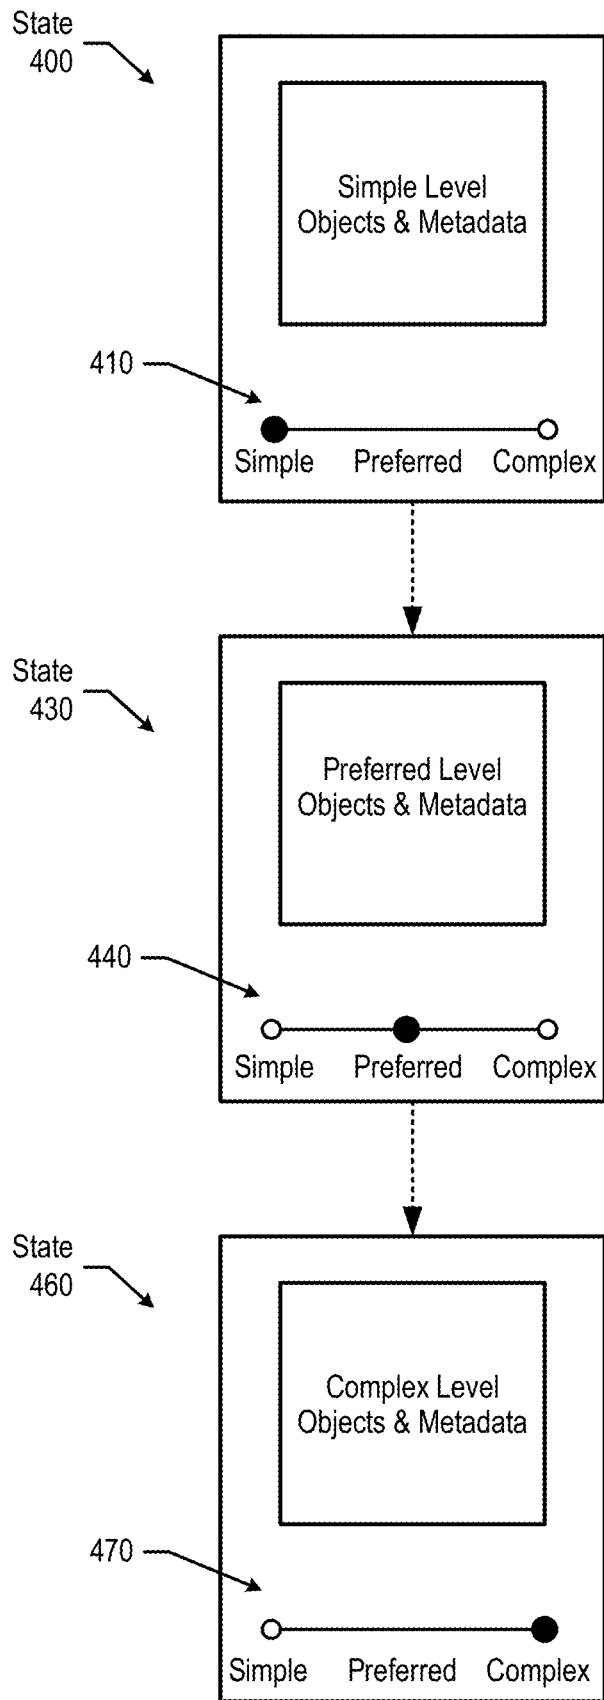 State
400
Simple Level
Objects & Metadata
410
Simple Preferred Complex
State
430
Preferred Level
Objects & Metadata
440
Simple Preferred Complex
State
460
Complex Level
Objects & Metadata
470
Simple Preferred Complex